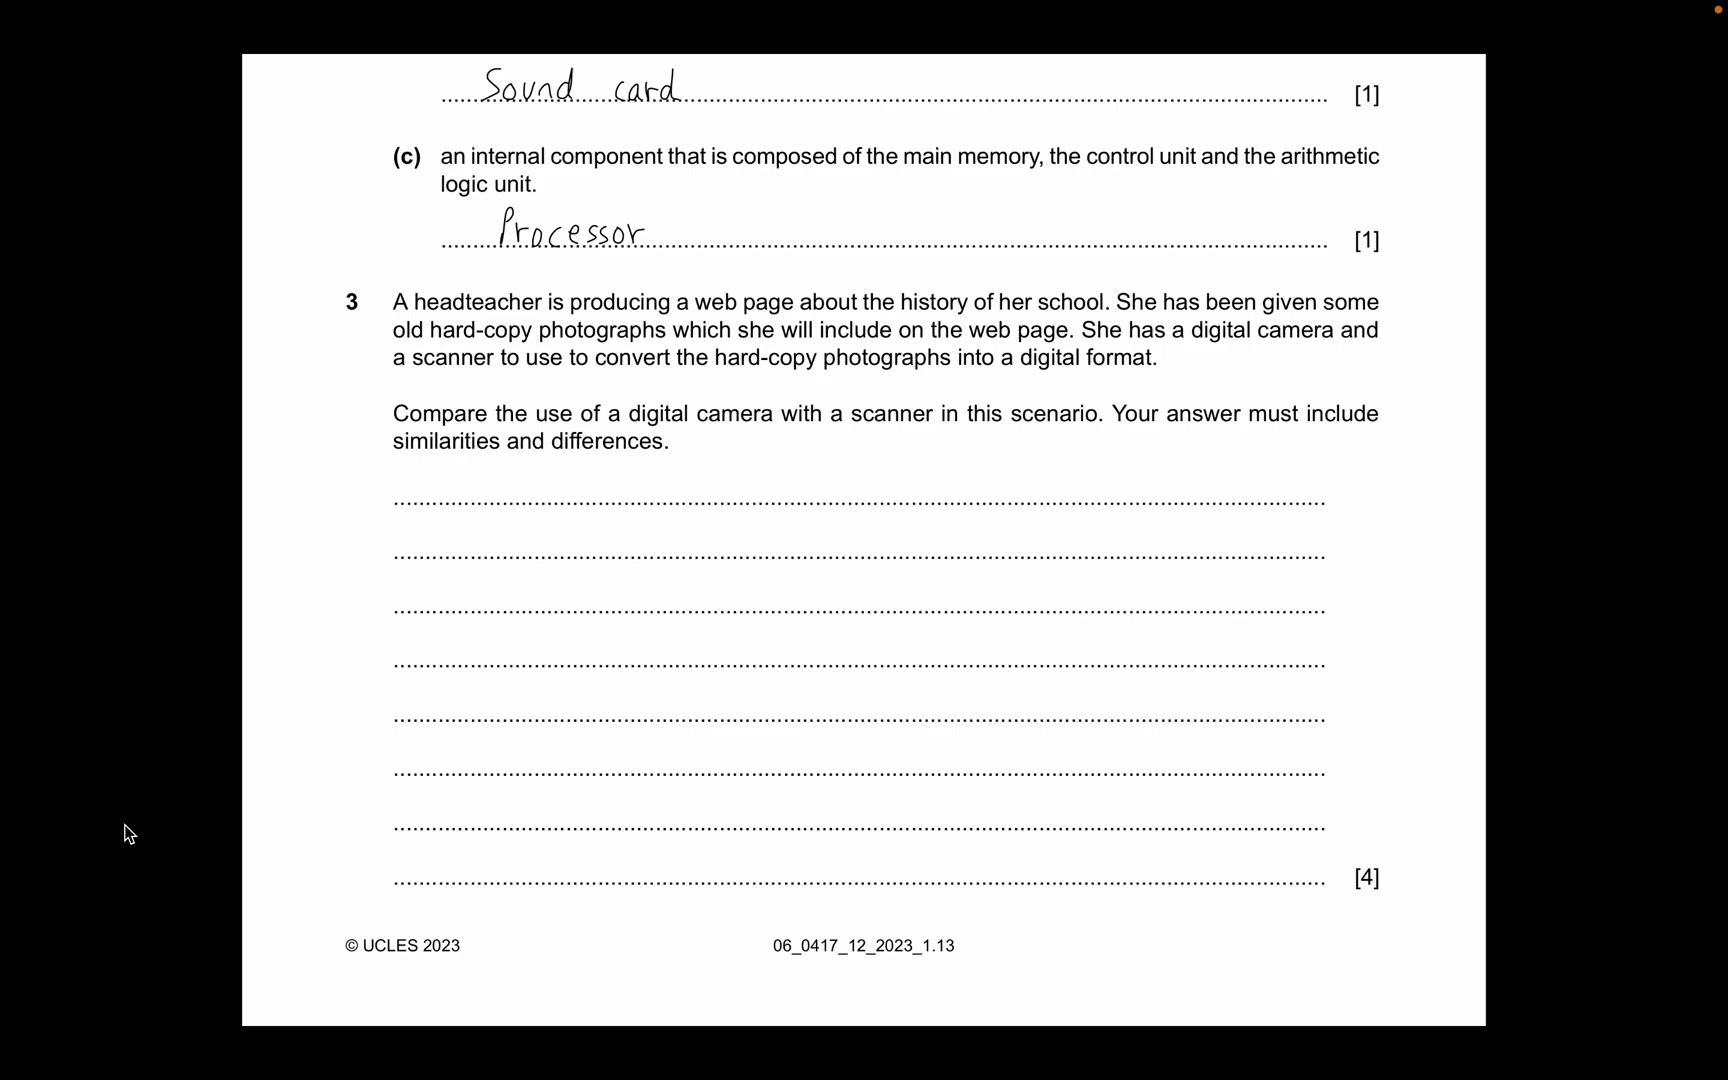 Sound card [1]
(c) an internal component that is composed of the main memory, the control unit and the arithmetic
logic unit.
Processor [1]
3 A headteacher is producing a web page about the history of her school. She has been given some
old hard-copy photographs which she will include on the web page. She has a digital camera and
a scanner to use to convert the hard-copy photographs into a digital format.
Compare the use of a digital camera with a scanner in this scenario. Your answer must include
similarities and differences.
[4]
© UCLES 2023 06_0417_12_2023_1.13